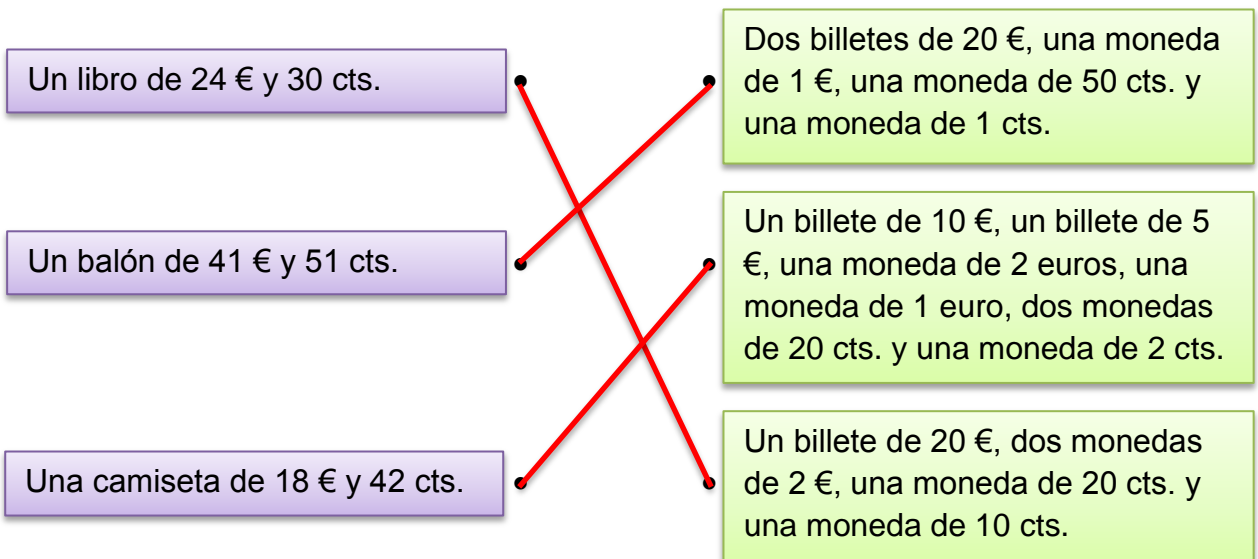 Un libro de 24 € y 30 cts.
Un balón de 41 € y 51 cts.
Una camiseta de 18 € y 42 cts.
Dos billetes de 20 €, una moneda
de 1 €, una moneda de 50 cts. y
una moneda de 1 cts.
Un billete de 10 €, un billete de 5
€, una moneda de 2 euros, una
moneda de 1 euro, dos monedas
de 20 cts. y una moneda de 2 cts.
Un billete de 20 €, dos monedas
de 2 €, una moneda de 20 cts. y
una moneda de 10 cts.